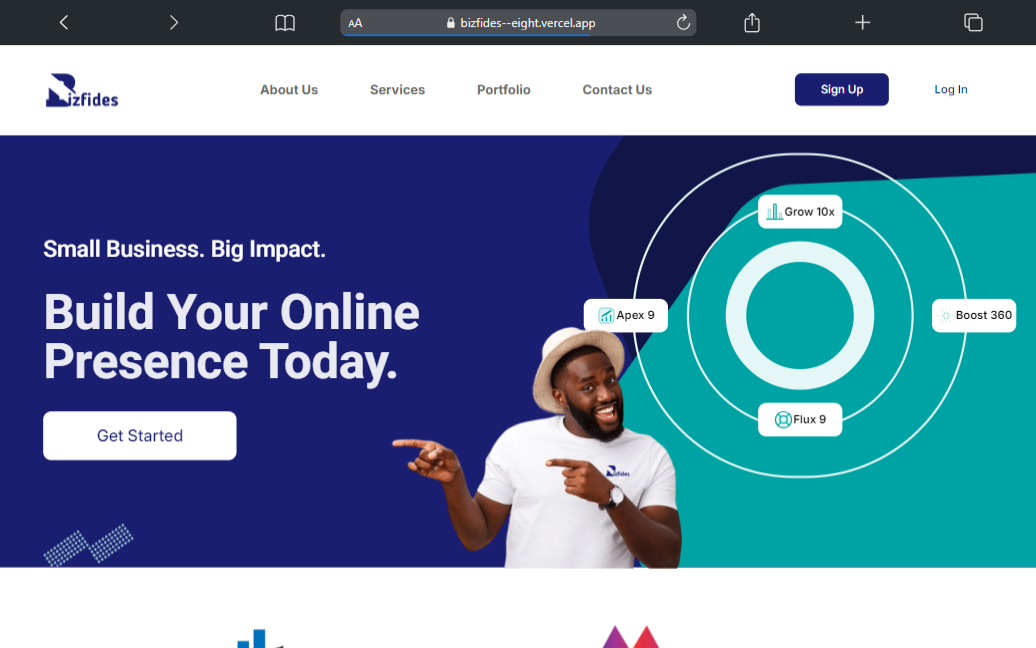 AA bizfides--eight.vercel.app
Bizfides
About Us
Services
Portfolio
Contact Us
Sign Up
Log In
Small Business. Big Impact.
Build Your Online
Presence Today.
Get Started
Grow 10x
Apex 9
Boost 360
Flux 9
Bizfides